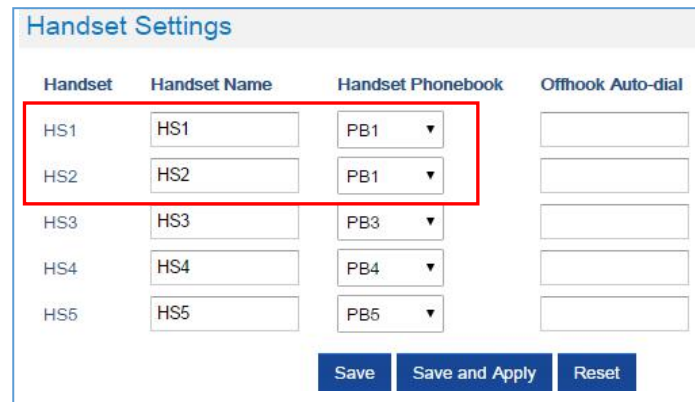 Handset Settings
Handset Handset Name Handset Phonebook Offhook Auto-dial
HS1 HS1 PB1
HS2 HS2 PB1
HS3 HS3 PB3
HS4 HS4 PB4
HS5 HS5 PB5
Save Save and Apply Reset